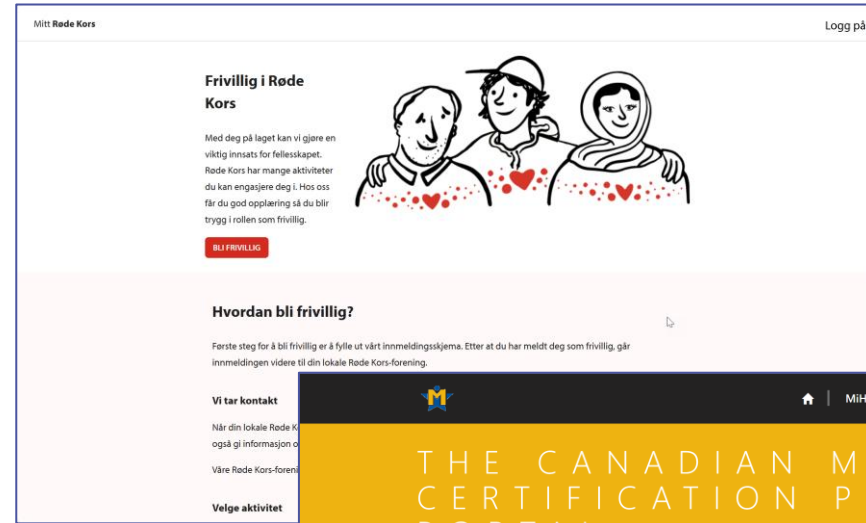 Mitt Røde Kors
Logg på
Frivillig i Røde
Kors
Med deg på laget kan vi gjøre en
viktig innsats for fellesskapet.
Røde Kors har mange aktiviteter
du kan engasjere deg i. Hos oss
får du god opplæring så du blir
trygg i rollen som frivillig.
BLI FRIVILLIG
Hvordan bli frivillig?
Første steg for å bli frivillig er å fylle ut vårt innmeldingsskjema. Etter at du har meldt deg som frivillig, går
innmeldingen videre til din lokale Røde Kors-forening.
Vi tar kontakt
Når din lokale Røde K
også gi informasjon o
Våre Røde Kors-foreni
Velge aktivitet
M
MiH
THE CANADIAN M
CERTIFICATION P